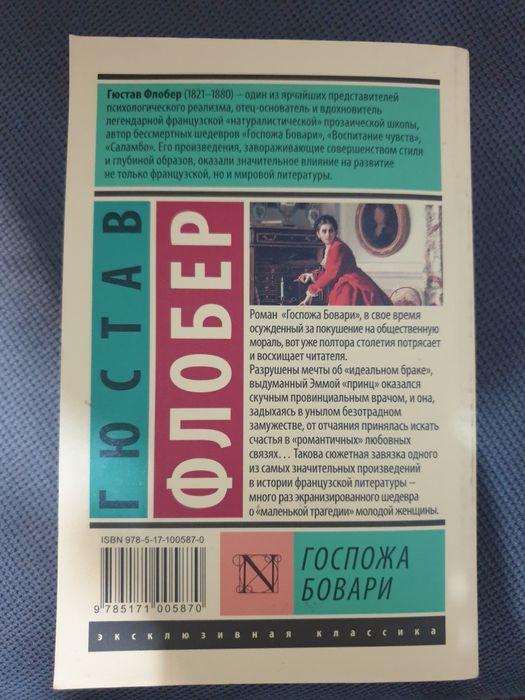 Гюстав Флобер (1821–1880) – один из ярчайших представителей
психологического реализма, отец-основатель и вдохновитель
легендарной французской «натуралистической» прозаической школы,
автор бессмертных шедевров «Госпожа Бовари», «Воспитание чувств»,
«Саламбо». Его произведения, завораживающие совершенством стиля
и глубиной образов, оказали значительное влияние на развитие
не только французской, но и мировой литературы.
ГЮСТАВ
ФЛОБЕР
Роман «Госпожа Бовари», в свое время
осужденный за покушение на общественную
мораль, вот уже полтора столетия потрясает
и восхищает читателя.
Разрушены мечты об «идеальном браке»,
выдуманный Эммой «принц» оказался
скучным провинциальным врачом, и она,
задыхаясь в унылом безотрадном
замужестве, от отчаяния принялась искать
счастья в «романтичных» любовных
связях… Такова сюжетная завязка одного
из самых значительных произведений
в истории французской литературы –
много раз экранизированного шедевра
о «маленькой трагедии» молодой женщины.
ISBN 978-5-17-100587-0
9 785171 005870
N
ГОСПОЖА
БОВАРИ
эксклюзивная классика